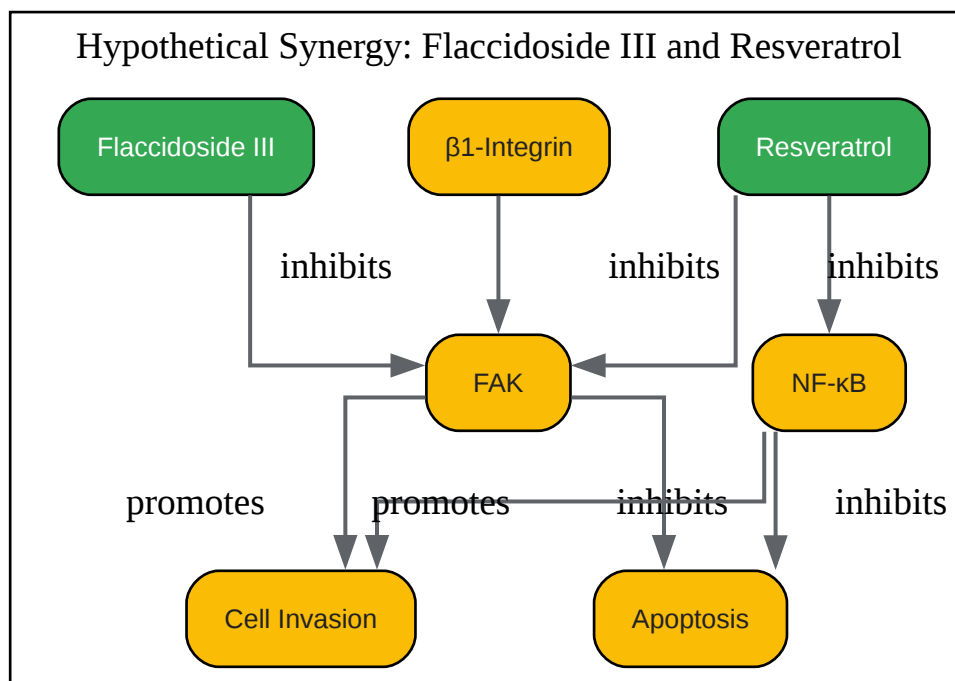 Hypothetical Synergy: Flaccidoside III and Resveratrol
Flaccidoside III
β1-Integrin
Resveratrol
inhibits
inhibits
inhibits
FAK
NF-κB
promotes
promotes
inhibits
inhibits
Cell Invasion
Apoptosis